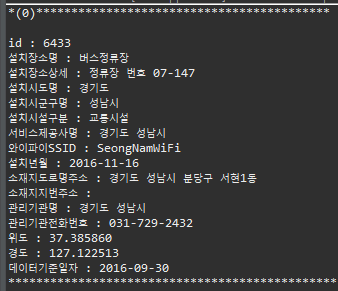 *(0)****************************************
id : 6433
설치장소명 : 버스정류장
설치장소상세 : 정류장 번호 07-147
설치시도명 : 경기도
설치시군구명 : 성남시
설치시설구분 : 교통시설
서비스제공사명 : 경기도 성남시
와이파이SSID : SeongNamWiFi
설치년월 : 2016-11-16
소재지도로명주소 : 경기도 성남시 분당구 서현1동
소재지지번주소 :
관리기관명 : 경기도 성남시
관리기관전화번호 : 031-729-2432
위도 : 37.385860
경도 : 127.122513
데이터기준일자 : 2016-09-30
********************************************